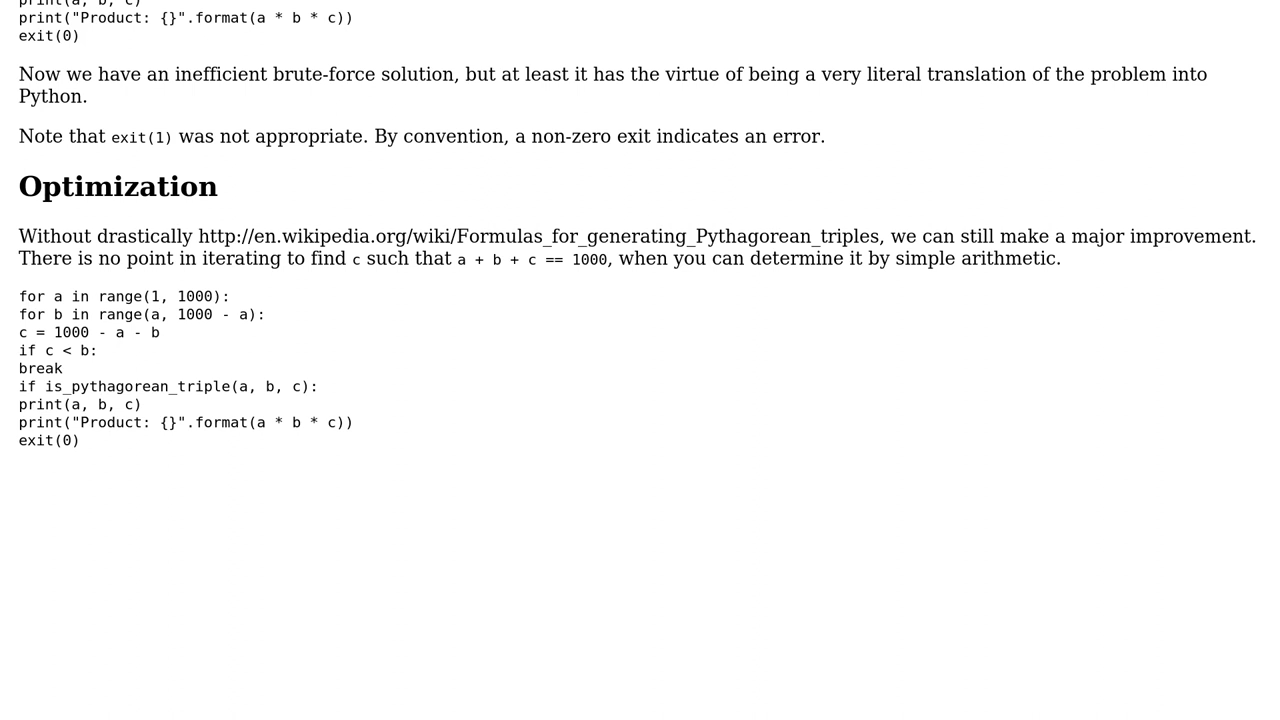 print(a, b, c)
print("Product: {}".format(a * b * c))
exit(0)
Now we have an inefficient brute-force solution, but at least it has the virtue of being a very literal translation of the problem into
Python.
Note that exit(1) was not appropriate. By convention, a non-zero exit indicates an error.
Optimization
Without drastically http://en.wikipedia.org/wiki/Formulas_for_generating_Pythagorean_triples, we can still make a major improvement.
There is no point in iterating to find c such that a + b + c == 1000, when you can determine it by simple arithmetic.
for a in range(1, 1000):
for b in range(a, 1000 - a):
c = 1000 - a - b
if c < b:
break
if is_pythagorean_triple(a, b, c):
print(a, b, c)
print("Product: {}".format(a * b * c))
exit(0)